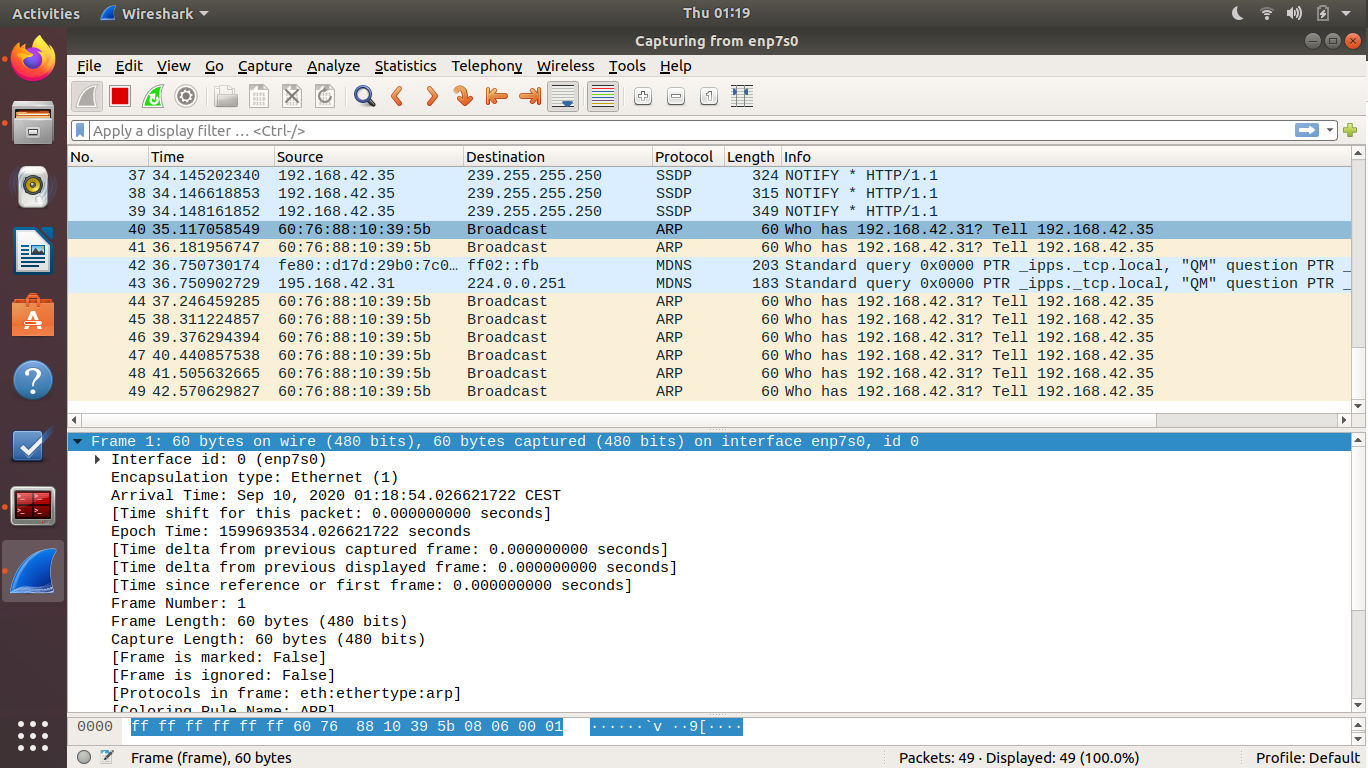 Activities Wireshark Thu 01:19
Capturing from enp7s0
File Edit View Go Capture Analyze Statistics Telephony Wireless Tools Help
Apply a display filter … <Ctrl-/>
No. Time Source Destination Protocol Length Info
37 34.145202340 192.168.42.35 239.255.255.250 SSDP 324 NOTIFY * HTTP/1.1
38 34.146618853 192.168.42.35 239.255.255.250 SSDP 315 NOTIFY * HTTP/1.1
39 34.148161852 192.168.42.35 239.255.255.250 SSDP 349 NOTIFY * HTTP/1.1
40 35.117058549 60:76:88:10:39:5b Broadcast ARP 60 Who has 192.168.42.31? Tell 192.168.42.35
41 36.181956747 60:76:88:10:39:5b Broadcast ARP 60 Who has 192.168.42.31? Tell 192.168.42.35
42 36.750730174 fe80::d17d:29b0:7c0… ff02::fb MDNS 203 Standard query 0x0000 PTR _ipps._tcp.local, "QM" question PTR _
43 36.750902729 195.168.42.31 224.0.0.251 MDNS 183 Standard query 0x0000 PTR _ipps._tcp.local, "QM" question PTR _
44 37.246459285 60:76:88:10:39:5b Broadcast ARP 60 Who has 192.168.42.31? Tell 192.168.42.35
45 38.311224857 60:76:88:10:39:5b Broadcast ARP 60 Who has 192.168.42.31? Tell 192.168.42.35
46 39.376294394 60:76:88:10:39:5b Broadcast ARP 60 Who has 192.168.42.31? Tell 192.168.42.35
47 40.440857538 60:76:88:10:39:5b Broadcast ARP 60 Who has 192.168.42.31? Tell 192.168.42.35
48 41.505632665 60:76:88:10:39:5b Broadcast ARP 60 Who has 192.168.42.31? Tell 192.168.42.35
49 42.570629827 60:76:88:10:39:5b Broadcast ARP 60 Who has 192.168.42.31? Tell 192.168.42.35
Frame 1: 60 bytes on wire (480 bits), 60 bytes captured (480 bits) on interface enp7s0, id 0
Interface id: 0 (enp7s0)
Encapsulation type: Ethernet (1)
Arrival Time: Sep 10, 2020 01:18:54.026621722 CEST
[Time shift for this packet: 0.000000000 seconds]
Epoch Time: 1599693534.026621722 seconds
[Time delta from previous captured frame: 0.000000000 seconds]
[Time delta from previous displayed frame: 0.000000000 seconds]
[Time since reference or first frame: 0.000000000 seconds]
Frame Number: 1
Frame Length: 60 bytes (480 bits)
Capture Length: 60 bytes (480 bits)
[Frame is marked: False]
[Frame is ignored: False]
[Protocols in frame: eth:ethertype:arp]
[Coloring Rule Name: ARP]
0000 ff ff ff ff ff ff 60 76 88 10 39 5b 08 06 00 01 ······`v ··9[····
Frame (frame), 60 bytes Packets: 49 · Displayed: 49 (100.0%) Profile: Default